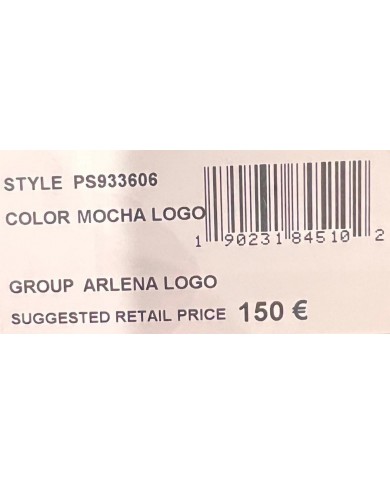 STYLE PS933606
COLOR MOCHA LOGO
1 90231 84510 2
GROUP ARLENA LOGO
SUGGESTED RETAIL PRICE 150 €